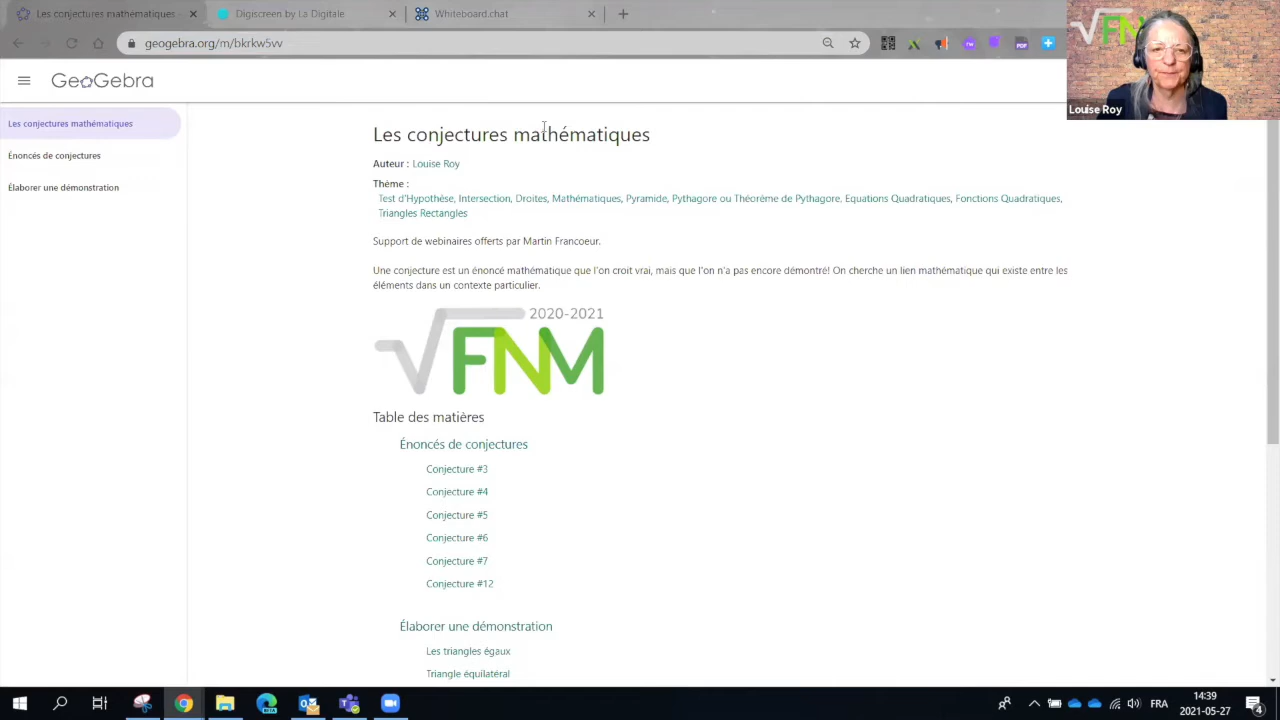 Digiscreen by La Digitale
Whiteboard.chat
geogebra.org/m/bkrkw5vv
PDF
FN
Louise Roy
GeoGebra
Les conjectures mathématiques
Énoncés de conjectures
Élaborer une démonstration
Les conjectures mathématiques
Auteur : Louise Roy
Thème :
Test d'Hypothèse, Intersection, Droites, Mathématiques, Pyramide, Pythagore ou Théorème de Pythagore, Equations Quadratiques, Fonctions Quadratiques,
Triangles Rectangles
Support de webinaires offerts par Martin Francoeur.
Une conjecture est un énoncé mathématique que l'on croit vrai, mais que l'on n'a pas encore démontré! On cherche un lien mathématique qui existe entre les
éléments dans un contexte particulier.
2020-2021
FNM
Table des matières
Énoncés de conjectures
Conjecture #3
Conjecture #4
Conjecture #5
Conjecture #6
Conjecture #7
Conjecture #12
Élaborer une démonstration
Les triangles égaux
Triangle équilatéral
BETA
FRA
14:39
2021-05-27
4